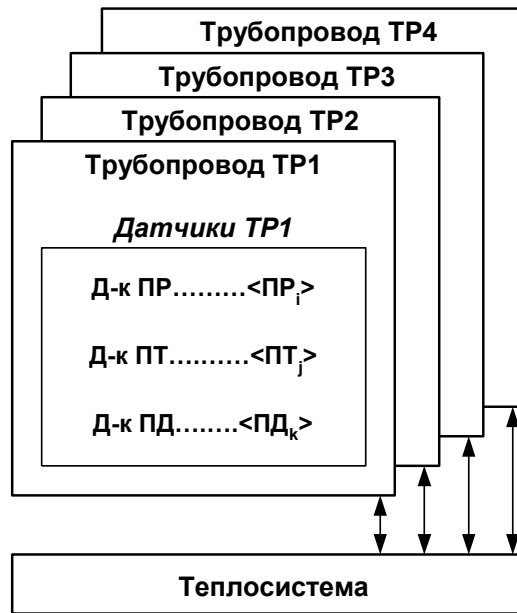 Трубопровод ТР4
Трубопровод ТР3
Трубопровод ТР2
Трубопровод ТР1
Датчики ТР1
Д-к ПР.........<ПРi>
Д-к ПТ..........<ПТj>
Д-к ПД........<ПДk>
Теплосистема